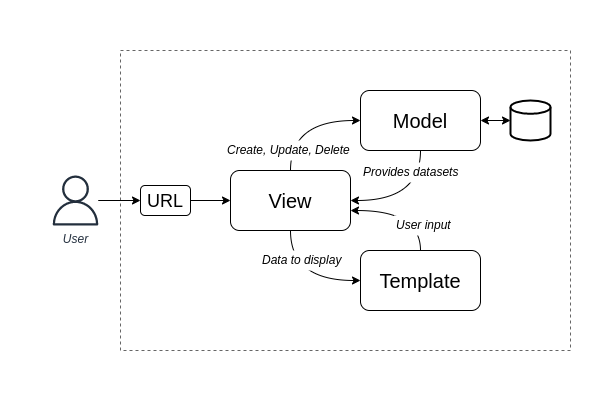 Model
Create, Update, Delete
Provides datasets
URL
View
User input
User
Data to display
Template